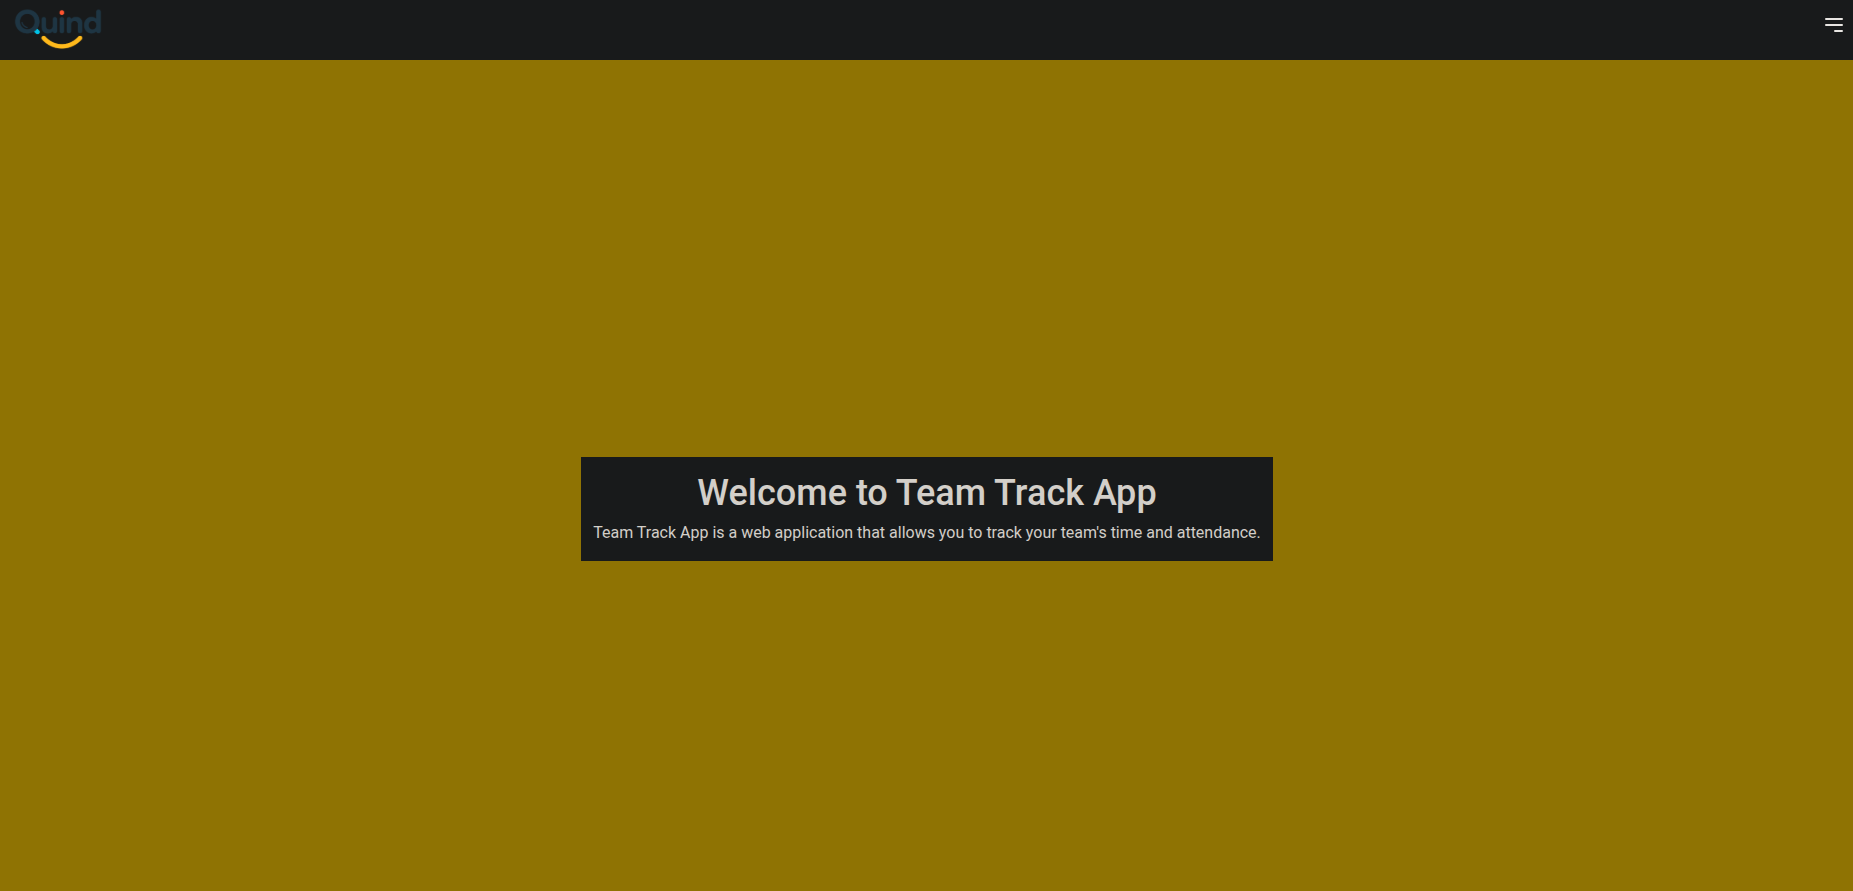 Quind
Welcome to Team Track App
Team Track App is a web application that allows you to track your team's time and attendance.